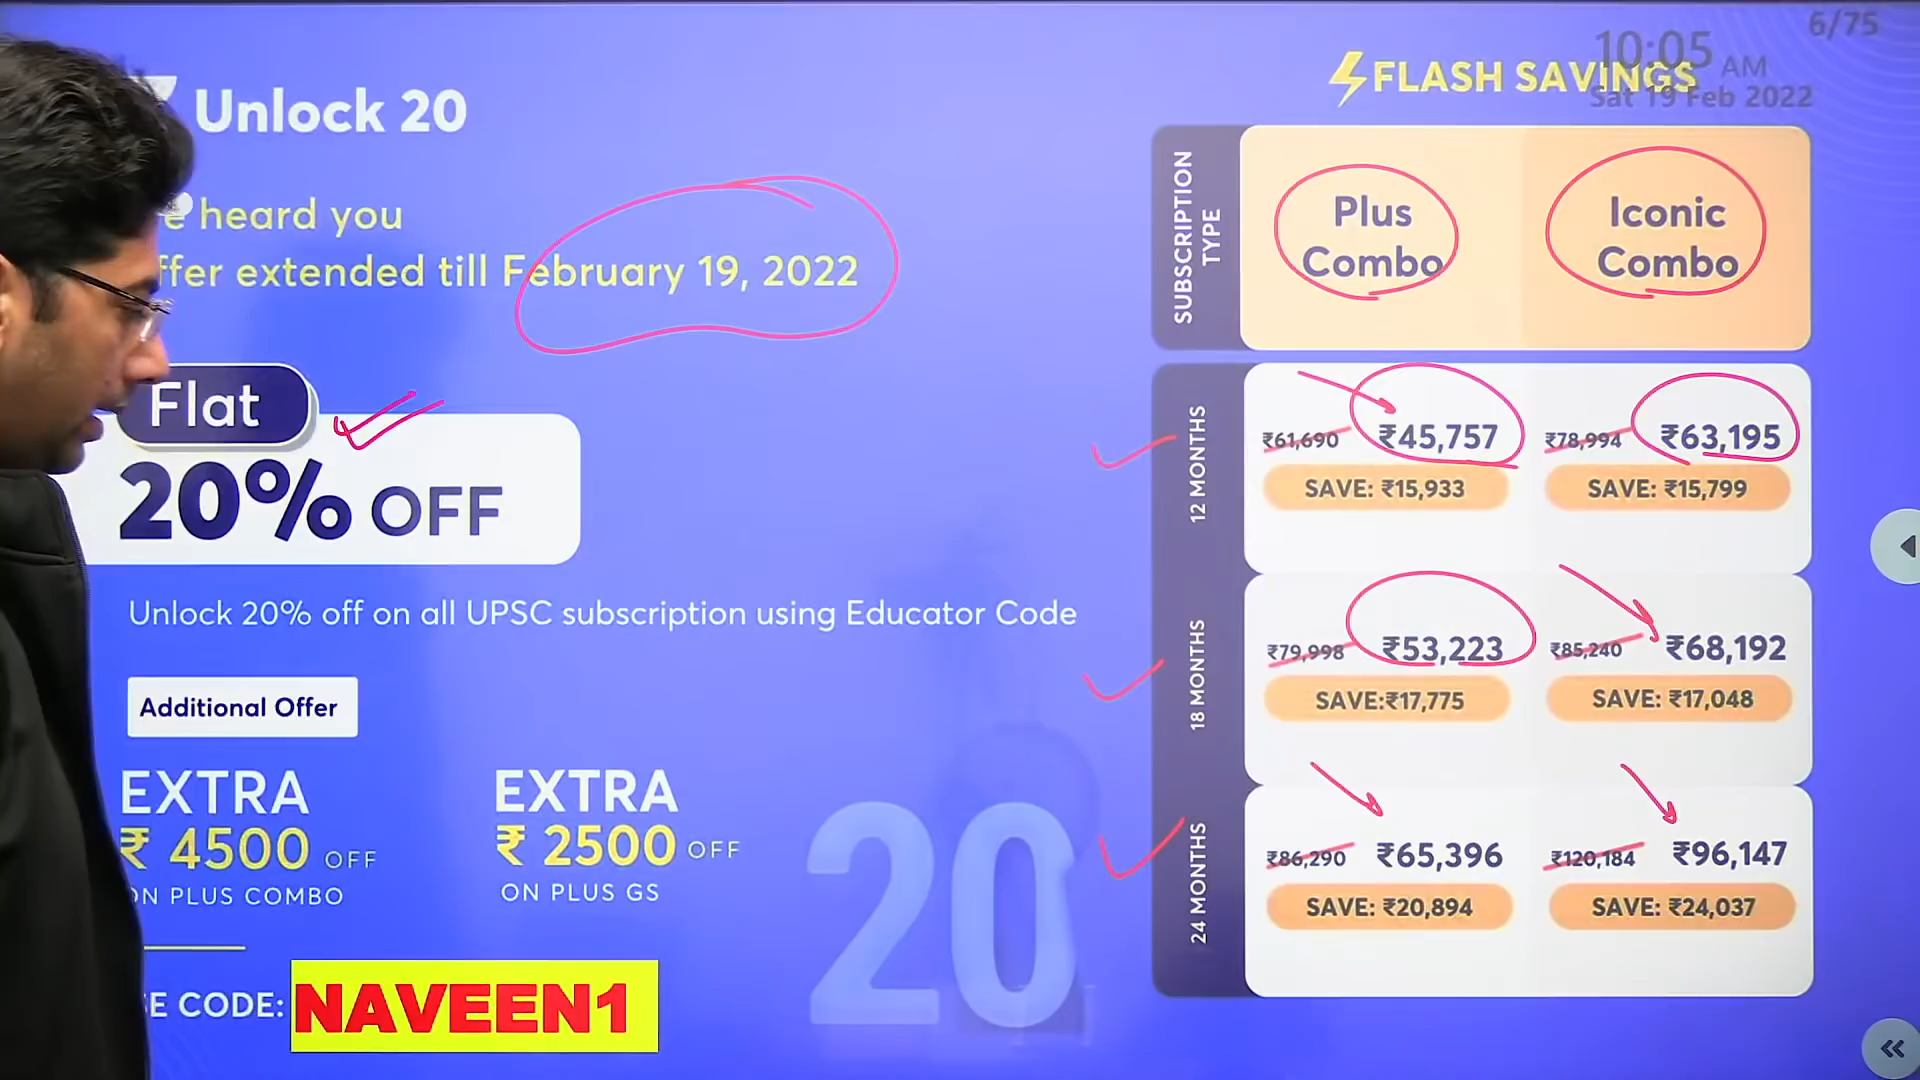 Unlock 20
e heard you
ffer extended till February 19, 2022
Flat
20% OFF
Unlock 20% off on all UPSC subscription using Educator Code
Additional Offer
EXTRA
₹ 4500 OFF
ON PLUS COMBO
EXTRA
₹ 2500 OFF
ON PLUS GS
E CODE: NAVEEN1
20
6/75
10:05 AM
Sat 19 Feb 2022
FLASH SAVINGS
SUBSCRIPTION
TYPE
Plus
Combo
Iconic
Combo
12 MONTHS
₹61,690 ₹45,757
SAVE: ₹15,933
₹78,994 ₹63,195
SAVE: ₹15,799
18 MONTHS
₹79,998 ₹53,223
SAVE:₹17,775
₹85,240 ₹68,192
SAVE: ₹17,048
24 MONTHS
₹86,290 ₹65,396
SAVE: ₹20,894
₹120,184 ₹96,147
SAVE: ₹24,037